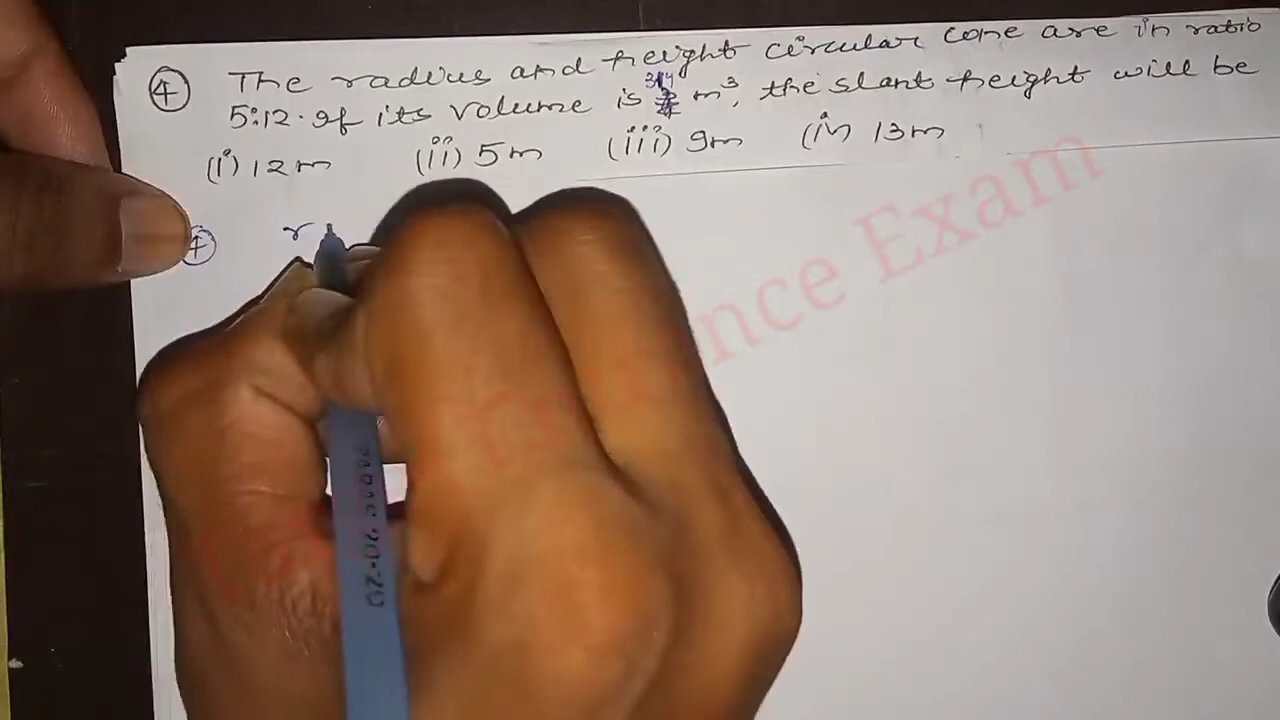 ④ The radius and height circular cone are in ratio
5:12. If its volume is 314 m³, the slant height will be
(i) 12m (ii) 5m (iii) 9m (iv) 13m
④ r